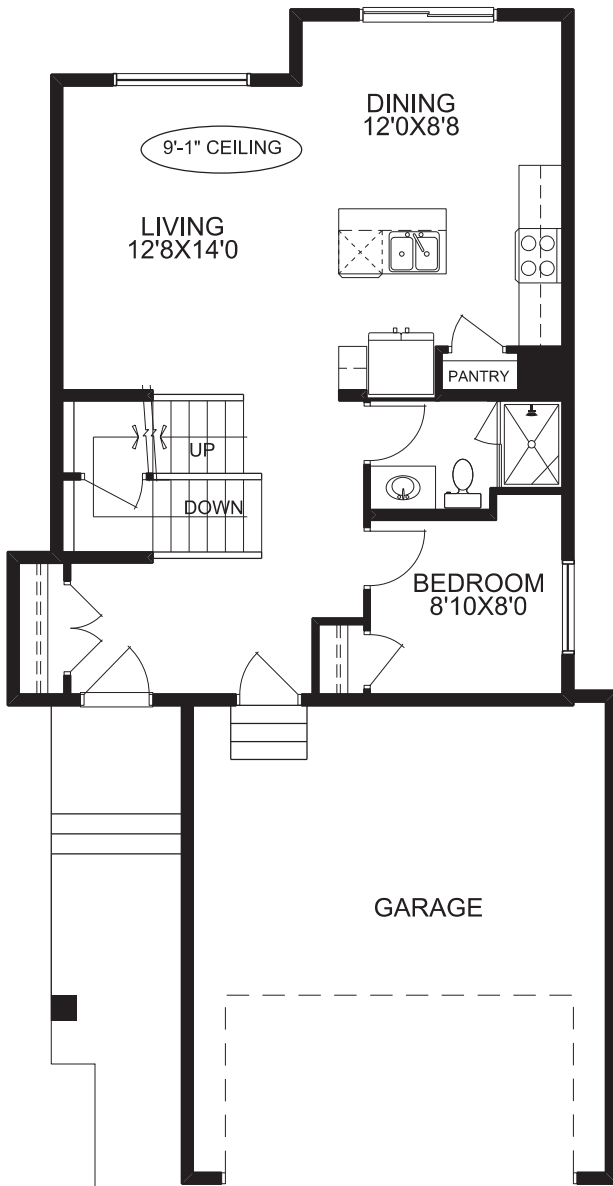 DINING
12'0X8'8
9'-1" CEILING
LIVING
12'8X14'0
PANTRY
UP
DOWN
BEDROOM
8'10X8'0
GARAGE